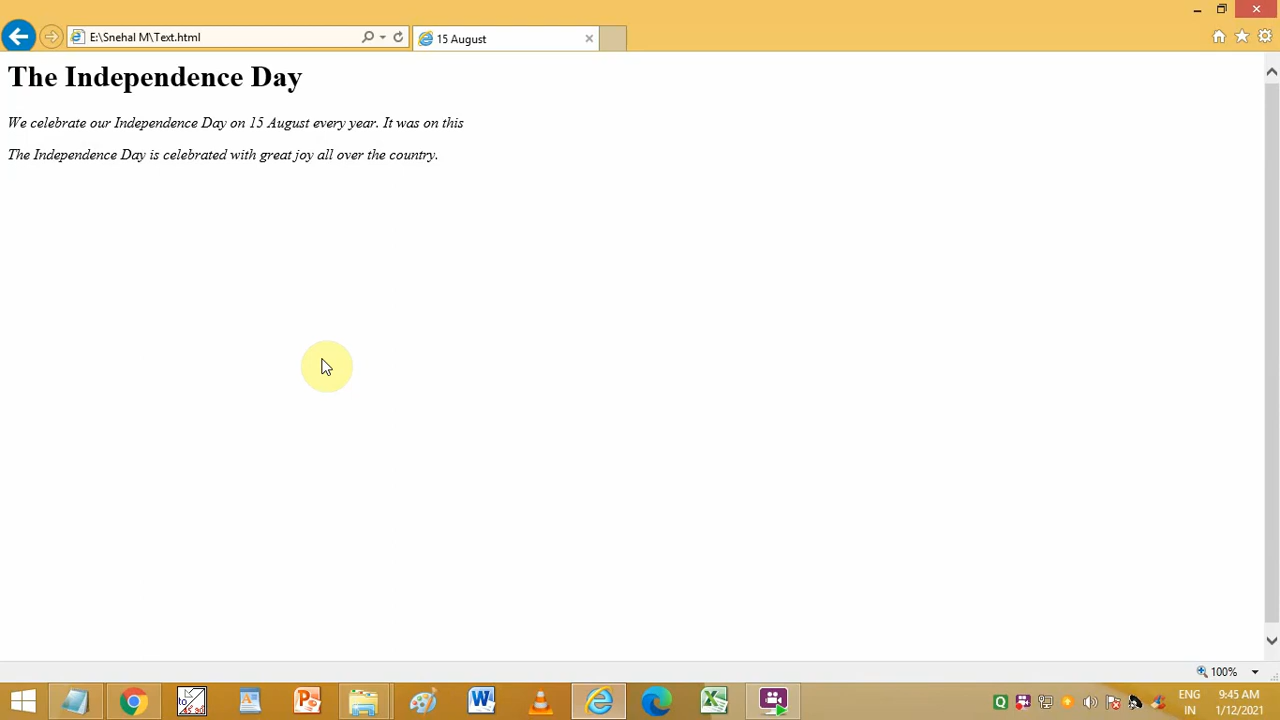 E:\Snehal M\Text.html
15 August
The Independence Day
We celebrate our Independence Day on 15 August every year. It was on this
The Independence Day is celebrated with great joy all over the country.
100%
ENG
IN
9:45 AM
1/12/2021